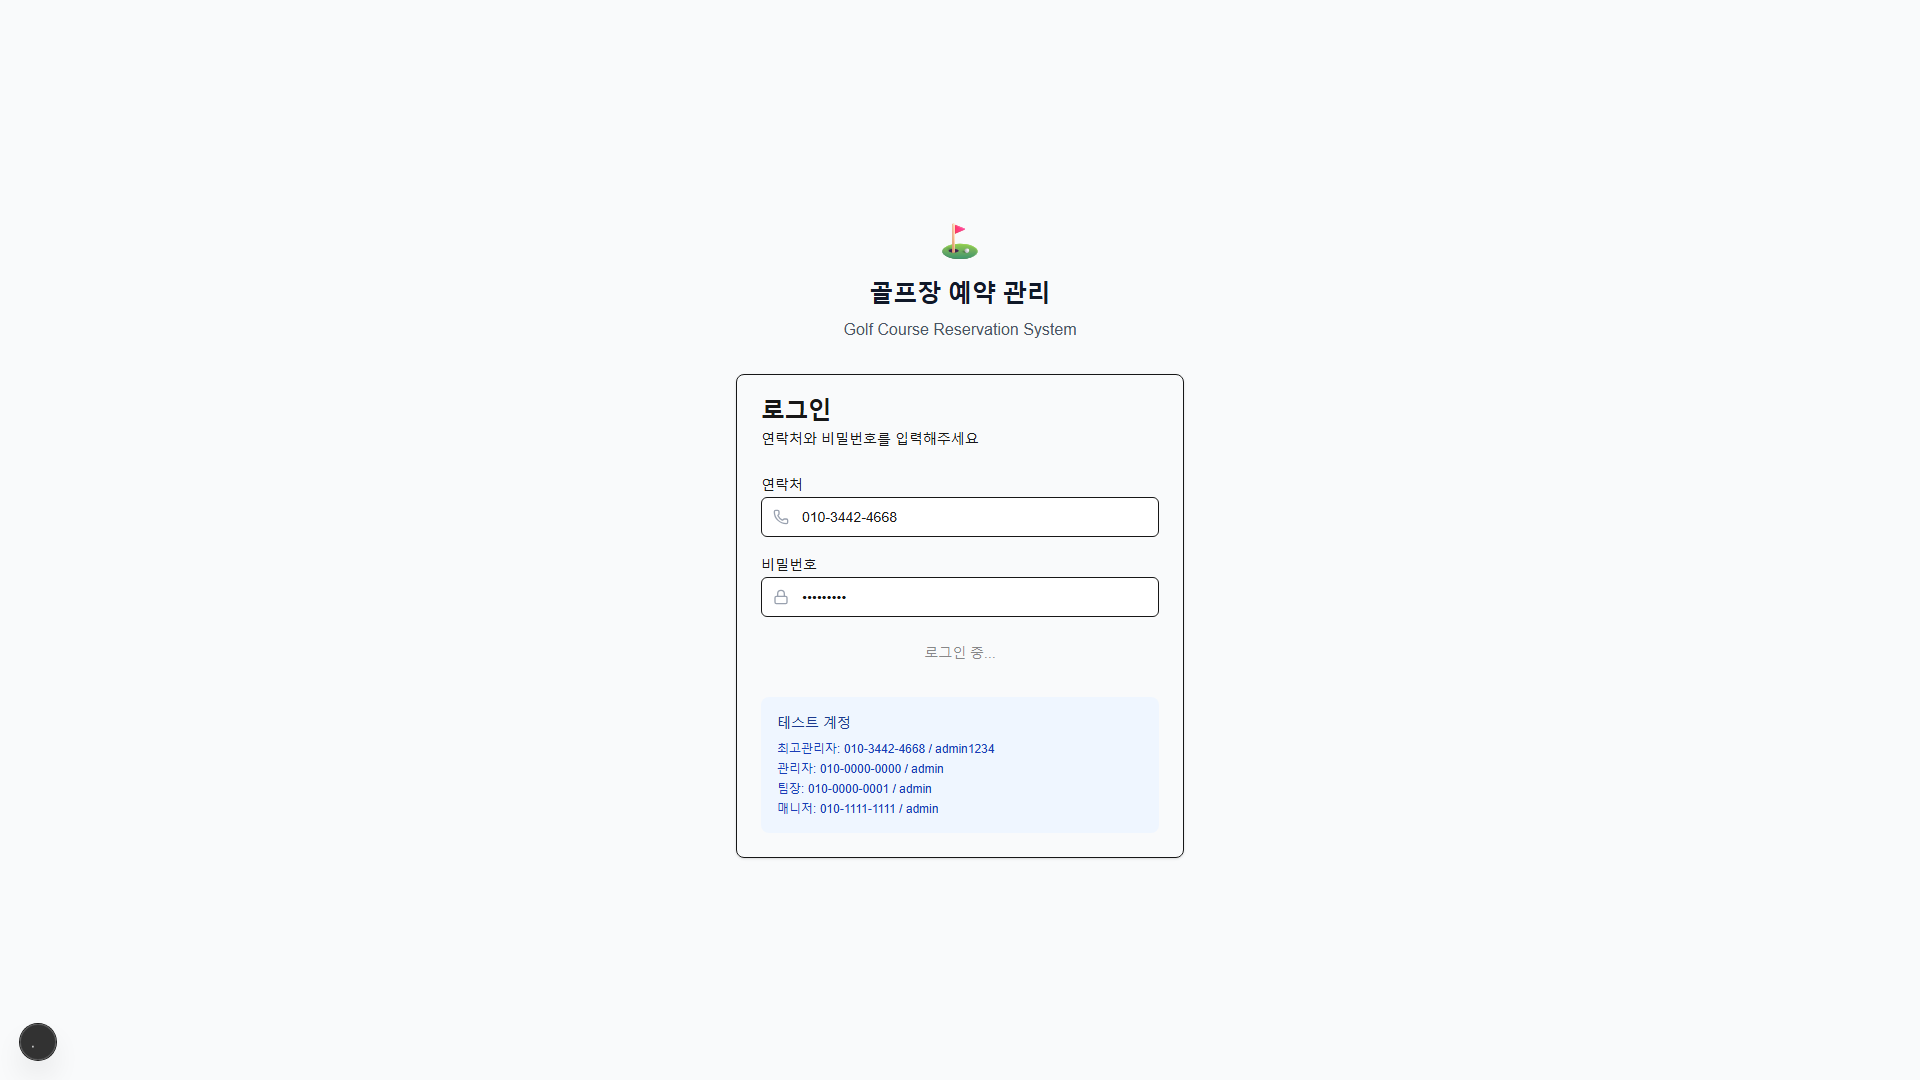 골프장 예약 관리
Golf Course Reservation System
로그인
연락처와 비밀번호를 입력해주세요
연락처
010-3442-4668
비밀번호
•••••••••
로그인 중...
테스트 계정
최고관리자: 010-3442-4668 / admin1234
관리자: 010-0000-0000 / admin
팀장: 010-0000-0001 / admin
매니저: 010-1111-1111 / admin